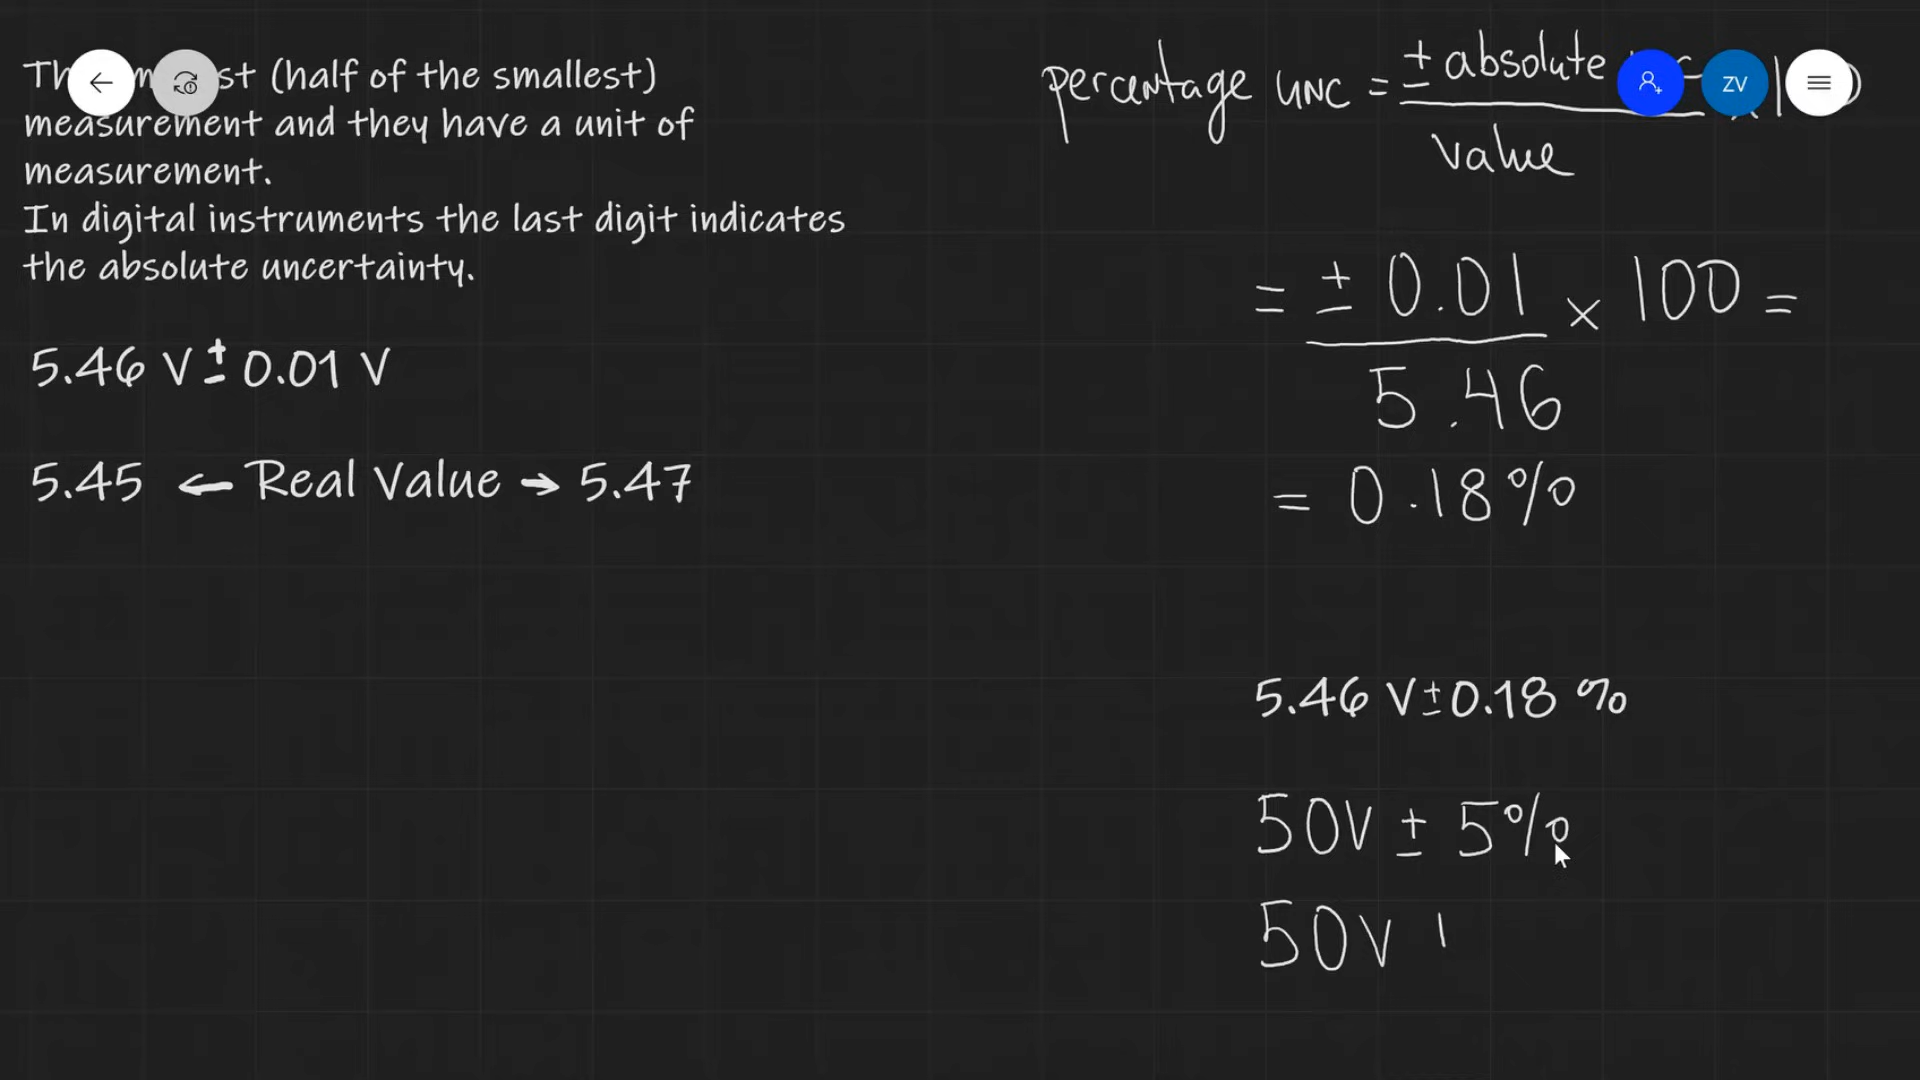 st (half of the smallest)
measurement and they have a unit of
measurement.
In digital instruments the last digit indicates
the absolute uncertainty.
5.46 V ± 0.01 V
5.45 ← Real Value → 5.47
percentage unc = ± absolute
value
= ± 0.01 × 100 =
5.46
= 0.18%
5.46 V ± 0.18 %
50V ± 5%
50V
ZV